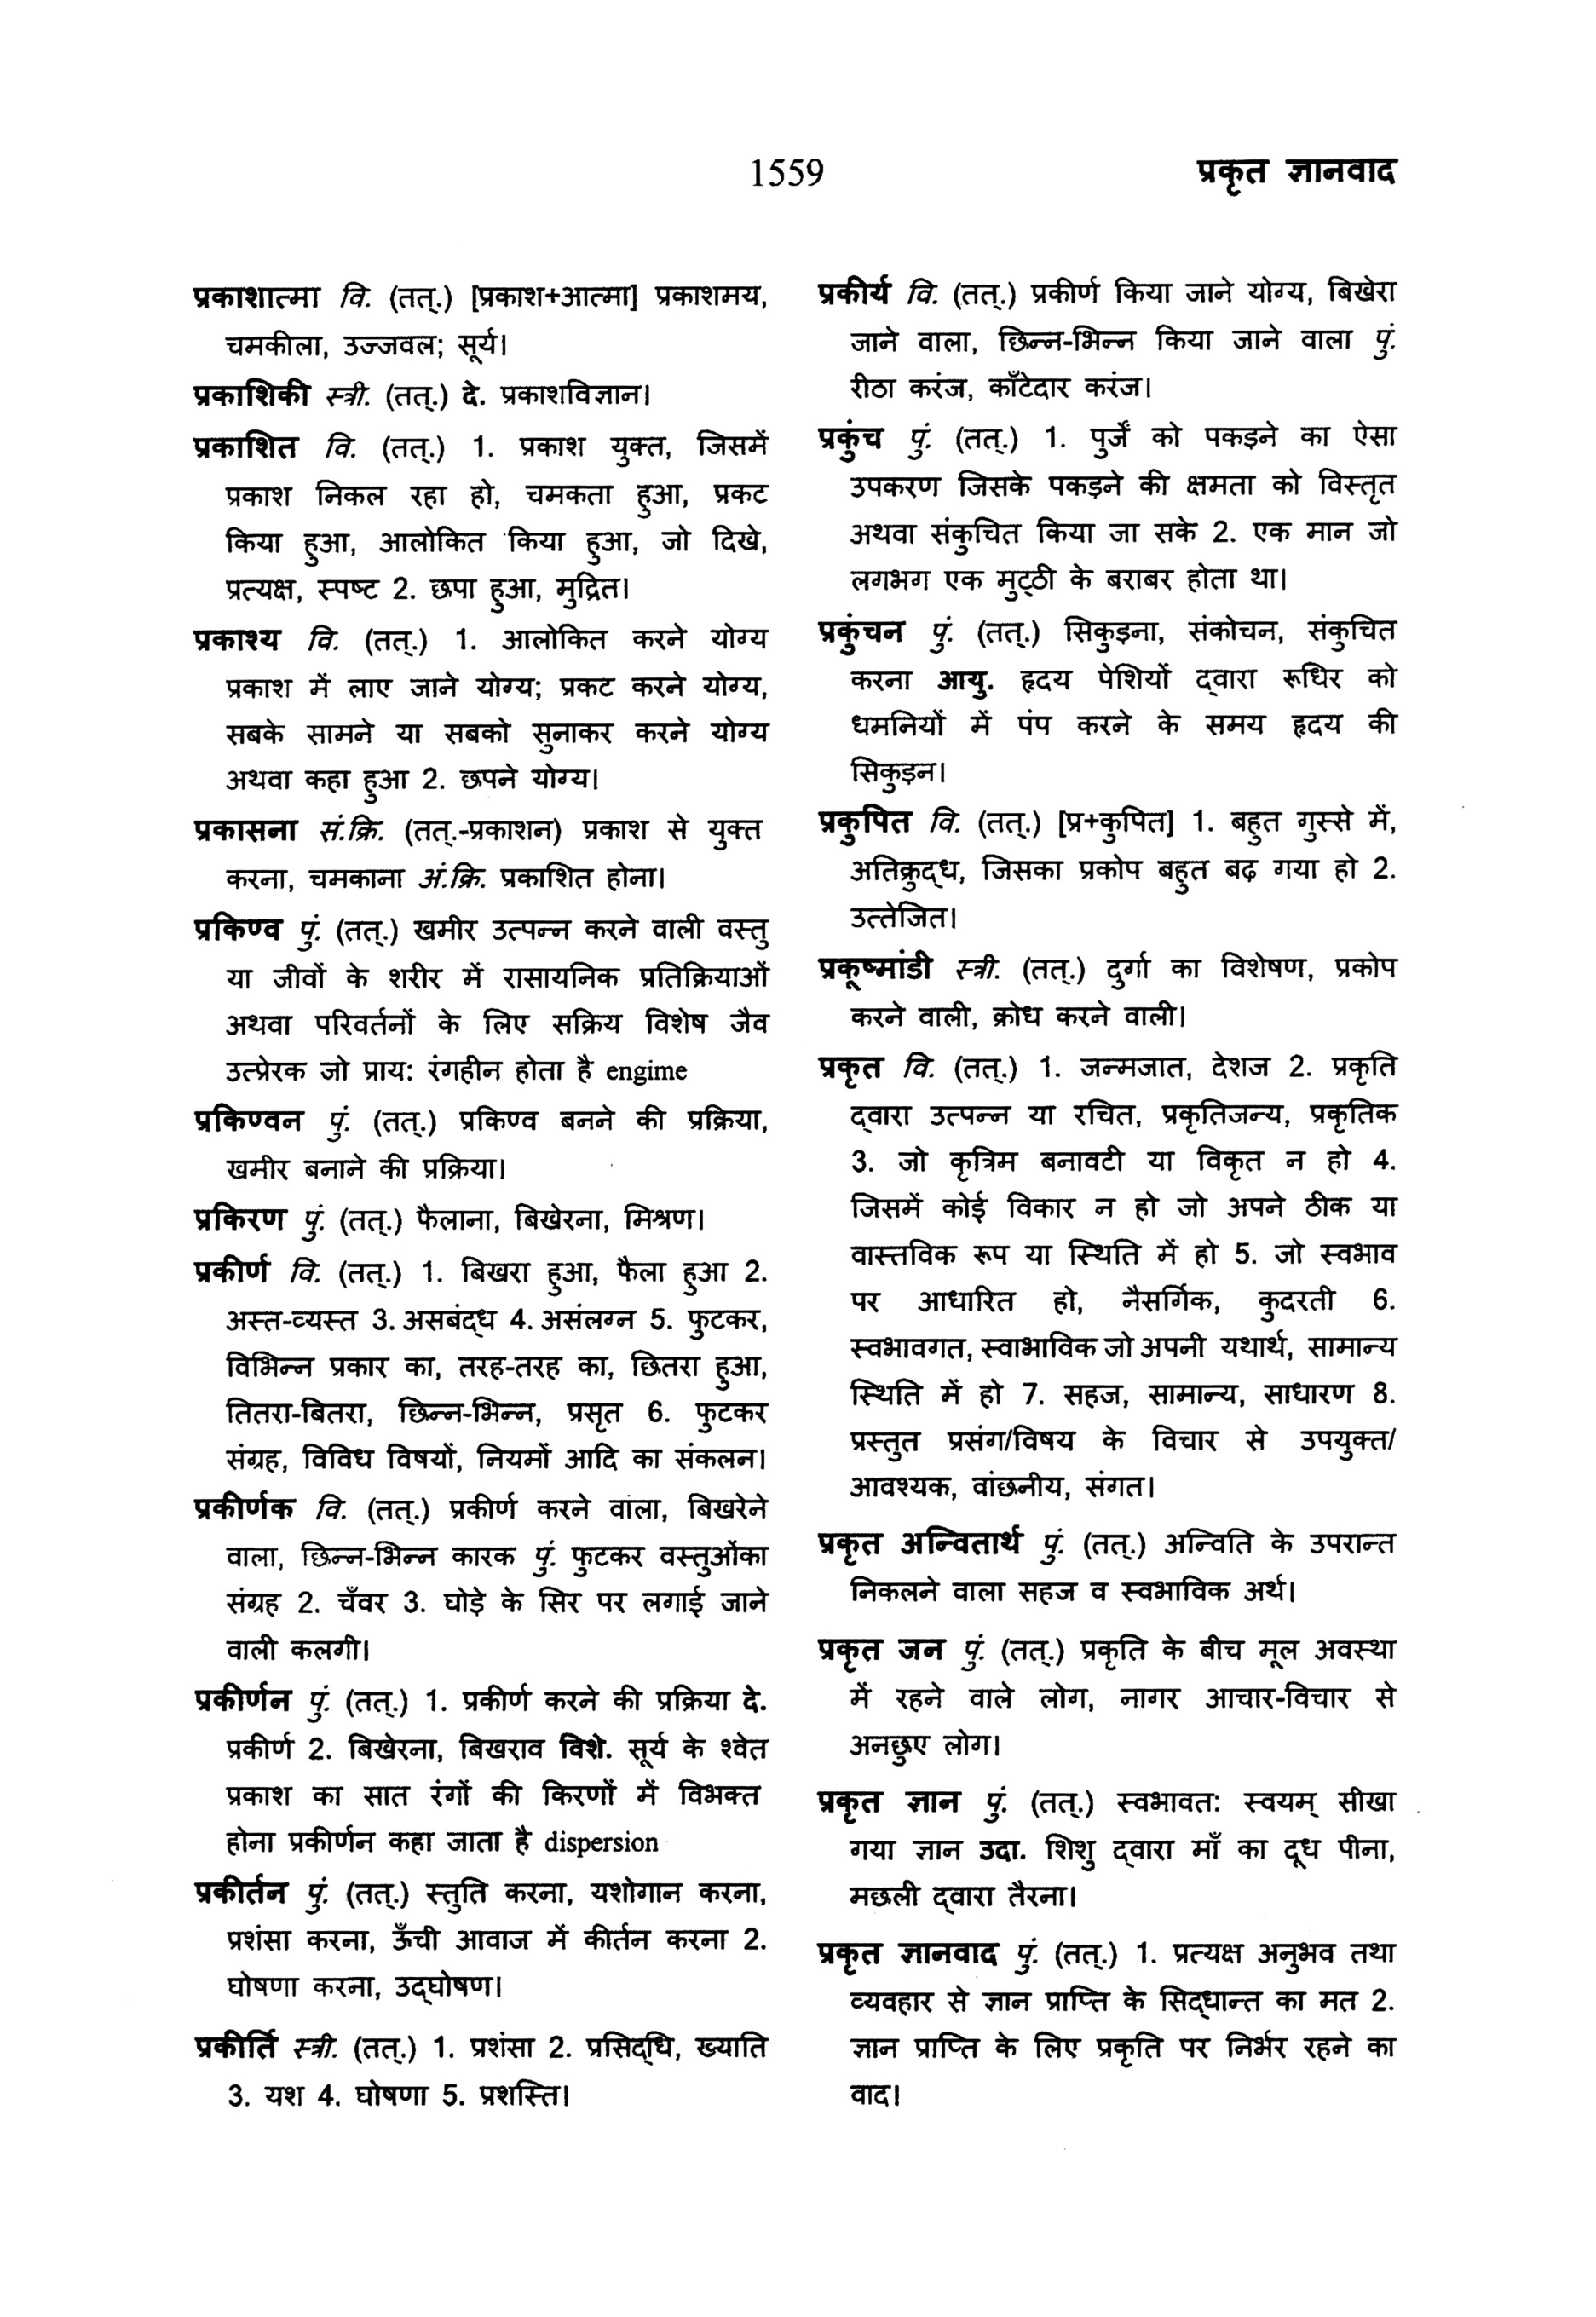 1559
प्रकृत ज्ञानवाद
प्रकाशात्मा वि. (तत्.) [प्रकाश+आत्मा] प्रकाशमय,
चमकीला, उज्जवल; सूर्य।
प्रकाशिकी स्त्री. (तत्.) दे. प्रकाशविज्ञान।
प्रकाशित वि. (तत्.) 1. प्रकाश युक्त, जिसमें
प्रकाश निकल रहा हो, चमकता हुआ, प्रकट
किया हुआ, आलोकित किया हुआ, जो दिखे,
प्रत्यक्ष, स्पष्ट 2. छपा हुआ, मुद्रित।
प्रकाश्य वि. (तत्.) 1. आलोकित करने योग्य
प्रकाश में लाए जाने योग्य; प्रकट करने योग्य,
सबके सामने या सबको सुनाकर करने योग्य
अथवा कहा हुआ 2. छपने योग्य।
प्रकासना सं.क्रि. (तत्.-प्रकाशन) प्रकाश से युक्त
करना, चमकाना अं.क्रि. प्रकाशित होना।
प्रकिण्व पुं. (तत्.) खमीर उत्पन्न करने वाली वस्तु
या जीवों के शरीर में रासायनिक प्रतिक्रियाओं
अथवा परिवर्तनों के लिए सक्रिय विशेष जैव
उत्प्रेरक जो प्राय: रंगहीन होता है engime
प्रकिण्वन पुं. (तत्.) प्रकिण्व बनने की प्रक्रिया,
खमीर बनाने की प्रक्रिया।
प्रकिरण पुं. (तत्.) फैलाना, बिखेरना, मिश्रण।
प्रकीर्ण वि. (तत्.) 1. बिखरा हुआ, फैला हुआ 2.
अस्त-व्यस्त 3. असबंद्ध 4. असंलग्न 5. फुटकर,
विभिन्न प्रकार का, तरह-तरह का, छितरा हुआ,
तितरा-बितरा, छिन्न-भिन्न, प्रसृत 6. फुटकर
संग्रह, विविध विषयों, नियमों आदि का संकलन।
प्रकीर्णक वि. (तत्.) प्रकीर्ण करने वाला, बिखरेने
वाला, छिन्न-भिन्न कारक पुं. फुटकर वस्तुओंका
संग्रह 2. चँवर 3. घोड़े के सिर पर लगाई जाने
वाली कलगी।
प्रकीर्णन पुं. (तत्.) 1. प्रकीर्ण करने की प्रक्रिया दे.
प्रकीर्ण 2. बिखेरना, बिखराव विशे. सूर्य के श्वेत
प्रकाश का सात रंगों की किरणों में विभक्त
होना प्रकीर्णन कहा जाता है dispersion
प्रकीर्तन पुं. (तत्.) स्तुति करना, यशोगान करना,
प्रशंसा करना, ऊँची आवाज में कीर्तन करना 2.
घोषणा करना, उद्घोषण।
प्रकीर्ति स्त्री. (तत्.) 1. प्रशंसा 2. प्रसिद्धि, ख्याति
3. यश 4. घोषणा 5. प्रशस्ति।
प्रकीर्य वि. (तत्.) प्रकीर्ण किया जाने योग्य, बिखेरा
जाने वाला, छिन्न-भिन्न किया जाने वाला पुं.
रीठा करंज, काँटेदार करंज।
प्रकुंच पुं. (तत्.) 1. पुर्जे को पकड़ने का ऐसा
उपकरण जिसके पकड़ने की क्षमता को विस्तृत
अथवा संकुचित किया जा सके 2. एक मान जो
लगभग एक मुट्ठी के बराबर होता था।
प्रकुंचन पुं. (तत्.) सिकुड़ना, संकोचन, संकुचित
करना आयु. हृदय पेशियों द्वारा रूधिर को
धमनियों में पंप करने के समय हृदय की
सिकुड़न।
प्रकुपित वि. (तत्.) [प्र+कुपित] 1. बहुत गुस्से में,
अतिक्रुद्ध, जिसका प्रकोप बहुत बढ़ गया हो 2.
उत्तेजित।
प्रकूष्मांडी स्त्री. (तत्.) दुर्गा का विशेषण, प्रकोप
करने वाली, क्रोध करने वाली।
प्रकृत वि. (तत्.) 1. जन्मजात, देशज 2. प्रकृति
द्वारा उत्पन्न या रचित, प्रकृतिजन्य, प्रकृतिक
3. जो कृत्रिम बनावटी या विकृत न हो 4.
जिसमें कोई विकार न हो जो अपने ठीक या
वास्तविक रूप या स्थिति में हो 5. जो स्वभाव
पर आधारित हो, नैसर्गिक, कुदरती 6.
स्वभावगत, स्वाभाविक जो अपनी यथार्थ, सामान्य
स्थिति में हो 7. सहज, सामान्य, साधारण 8.
प्रस्तुत प्रसंग/विषय के विचार से उपयुक्त/
आवश्यक, वांछनीय, संगत।
प्रकृत अन्वितार्थ पुं. (तत्.) अन्विति के उपरान्त
निकलने वाला सहज व स्वभाविक अर्थ।
प्रकृत जन पुं. (तत्.) प्रकृति के बीच मूल अवस्था
में रहने वाले लोग, नागर आचार-विचार से
अनछुए लोग।
प्रकृत ज्ञान पुं. (तत्.) स्वभावत: स्वयम् सीखा
गया ज्ञान उदा. शिशु द्वारा माँ का दूध पीना,
मछली द्वारा तैरना।
प्रकृत ज्ञानवाद पुं. (तत्.) 1. प्रत्यक्ष अनुभव तथा
व्यवहार से ज्ञान प्राप्ति के सिद्धान्त का मत 2.
ज्ञान प्राप्ति के लिए प्रकृति पर निर्भर रहने का
वाद।